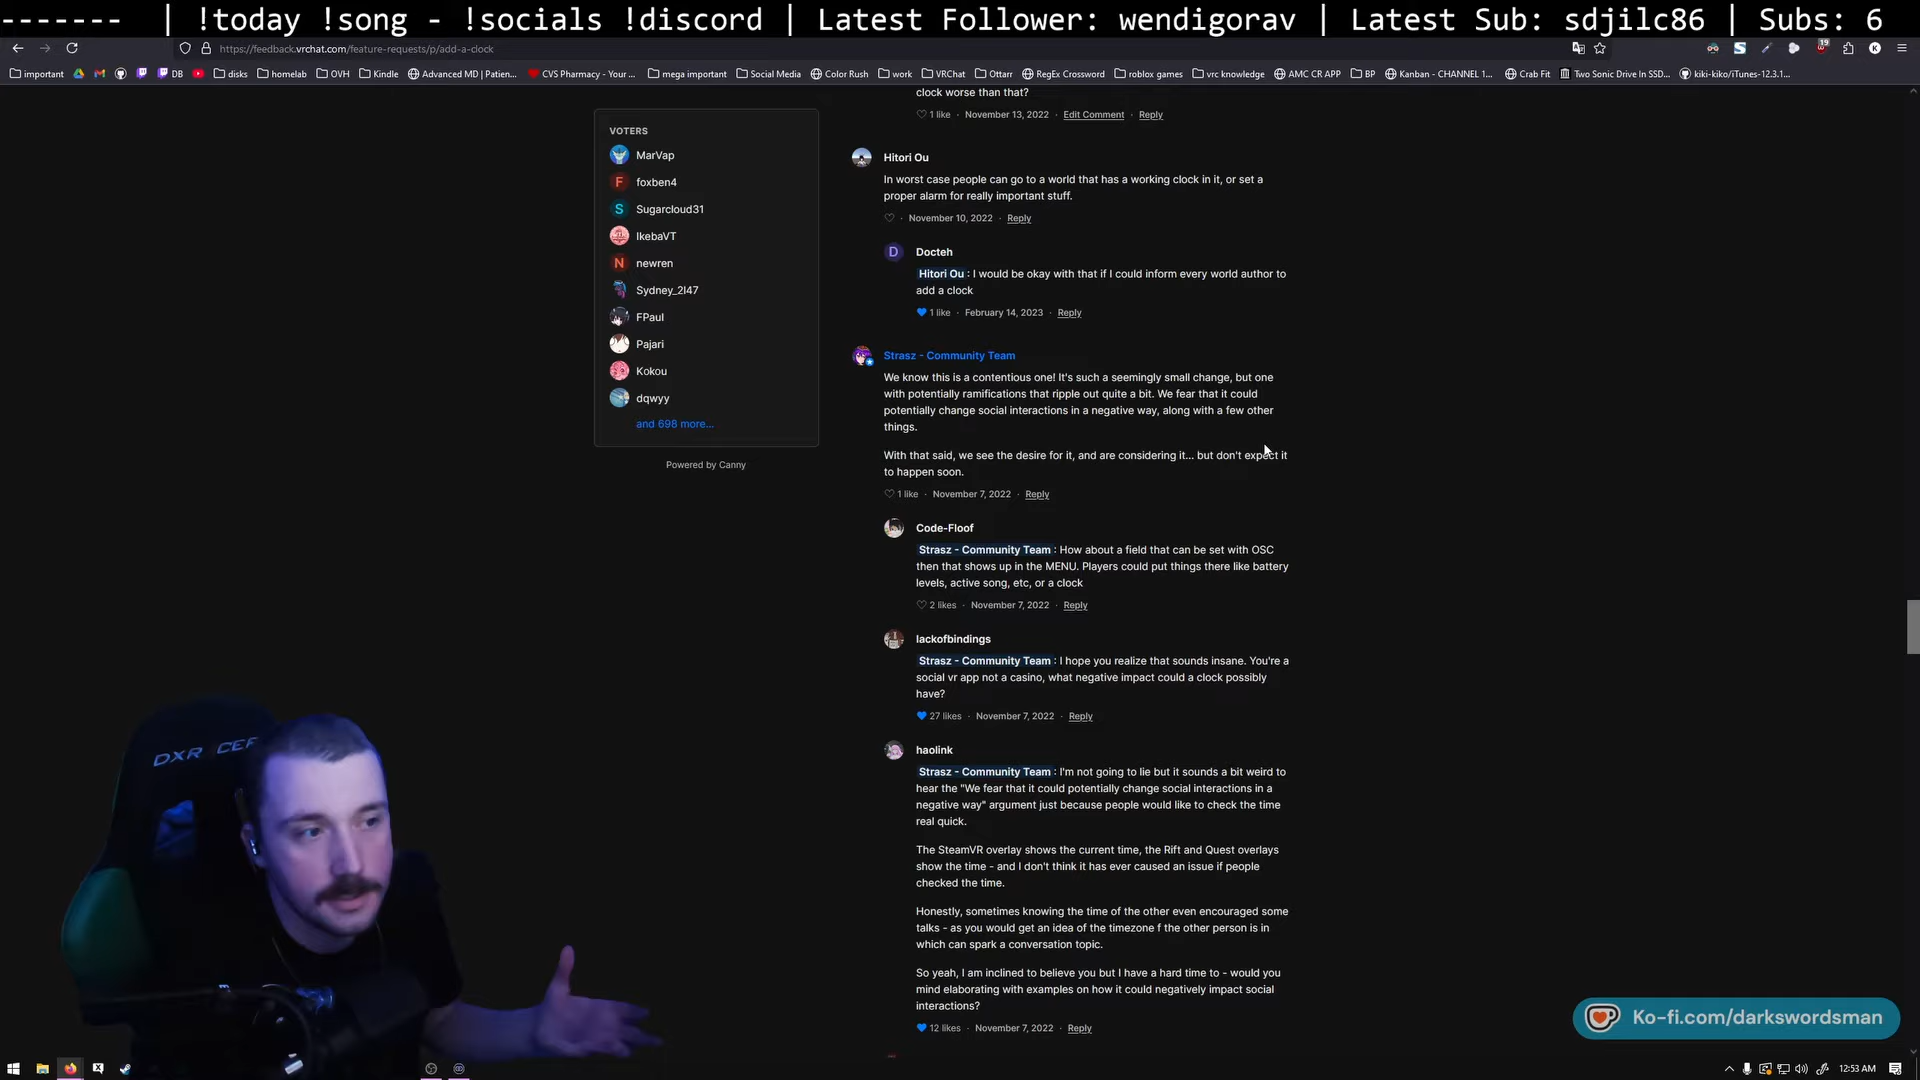 ------- | !today !song - !socials !discord | Latest Follower: wendigorav | Latest Sub: sdjilc86 | Subs: 6
https://feedback.vrchat.com/feature-requests/p/add-a-clock
19
important
DB
disks
homelab
OVH
Kindle
Advanced MD | Patien...
CVS Pharmacy - Your ...
mega important
Social Media
Color Rush
work
VRChat
Ottarr
RegEx Crossword
roblox games
vrc knowledge
AMC CR APP
BP
Kanban - CHANNEL 1...
Crab Fit
Two Sonic Drive In SSD...
kiki-kiko/iTunes-12.3.1...
VOTERS
MarVap
F foxben4
S Sugarcloud31
IkebaVT
N newren
Sydney_2147
FPaul
Pajari
Kokou
dqwyy
and 698 more...
Powered by Canny
clock worse than that?
1 like · November 13, 2022 · Edit Comment · Reply
Hitori Ou
In worst case people can go to a world that has a working clock in it, or set a
proper alarm for really important stuff.
· November 10, 2022 · Reply
D Docteh
Hitori Ou : I would be okay with that if I could inform every world author to
add a clock
1 like · February 14, 2023 · Reply
Strasz - Community Team
We know this is a contentious one! It's such a seemingly small change, but one
with potentially ramifications that ripple out quite a bit. We fear that it could
potentially change social interactions in a negative way, along with a few other
things.
With that said, we see the desire for it, and are considering it... but don't expect it
to happen soon.
1 like · November 7, 2022 · Reply
Code-Floof
Strasz - Community Team : How about a field that can be set with OSC
then that shows up in the MENU. Players could put things there like battery
levels, active song, etc, or a clock
2 likes · November 7, 2022 · Reply
lackofbindings
Strasz - Community Team : I hope you realize that sounds insane. You're a
social vr app not a casino, what negative impact could a clock possibly
have?
27 likes · November 7, 2022 · Reply
haolink
Strasz - Community Team : I'm not going to lie but it sounds a bit weird to
hear the "We fear that it could potentially change social interactions in a
negative way" argument just because people would like to check the time
real quick.
The SteamVR overlay shows the current time, the Rift and Quest overlays
show the time - and I don't think it has ever caused an issue if people
checked the time.
Honestly, sometimes knowing the time of the other even encouraged some
talks - as you would get an idea of the timezone f the other person is in
which can spark a conversation topic.
So yeah, I am inclined to believe you but I have a hard time to - would you
mind elaborating with examples on how it could negatively impact social
interactions?
12 likes · November 7, 2022 · Reply
DXR CER
Ko-fi.com/darkswordsman
12:53 AM